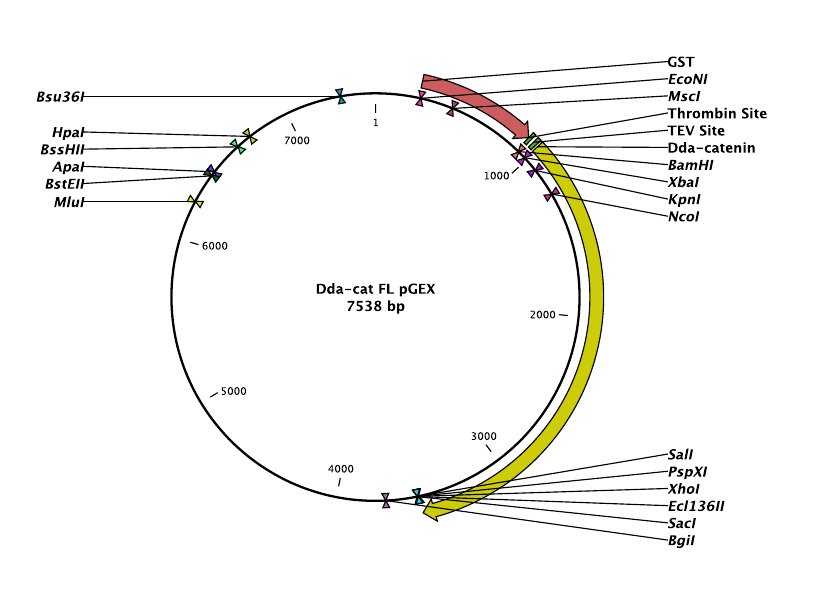 GST
EcoNI
MscI
Thrombin Site
TEV Site
Dda-catenin
BamHI
XbaI
KpnI
NcoI
Bsu36I
HpaI
BssHII
ApaI
BstEII
MluI
7000
1
1000
6000
2000
Dda-cat FL pGEX
7538 bp
5000
3000
4000
SalI
PspXI
XhoI
Ecl136II
SacI
BglI